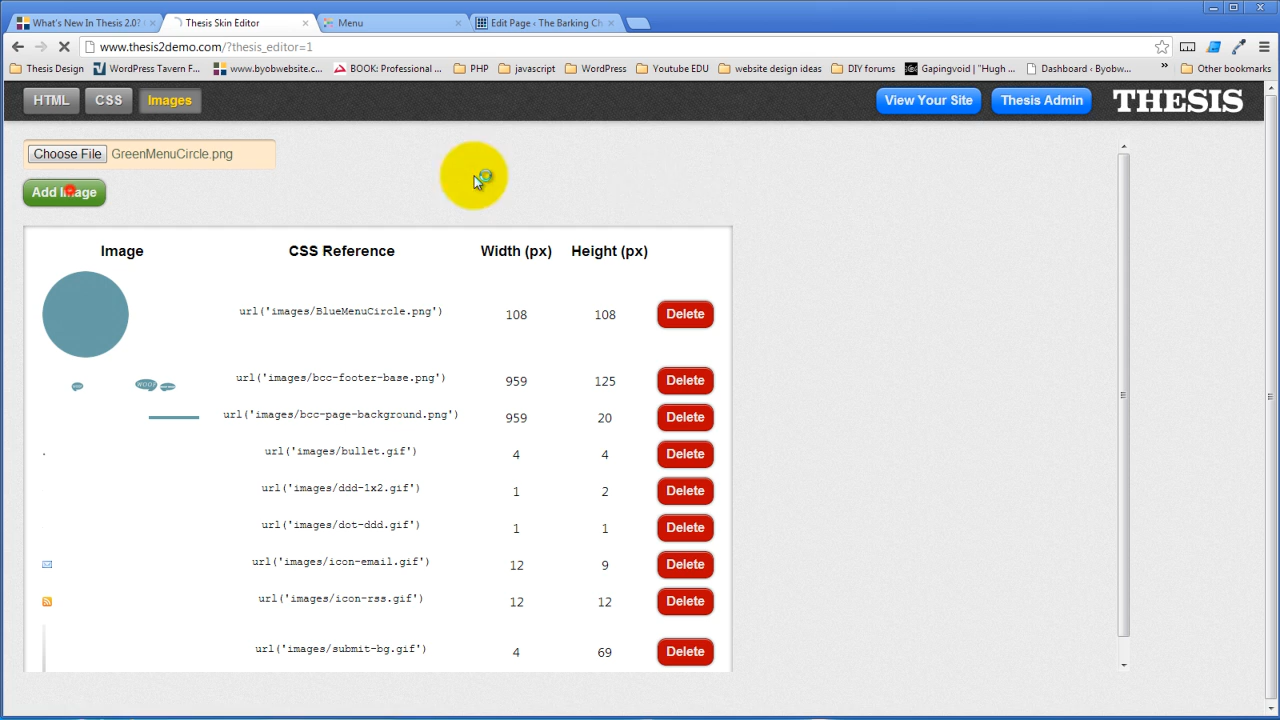 What's New In Thesis 2.0? Thesis Skin Editor Menu Edit Page ‹ The Barking Ch
www.thesis2demo.com/?thesis_editor=1
Thesis Design WordPress Tavern F... www.byobwebsite.c... BOOK: Professional ... PHP javascript WordPress Youtube EDU website design ideas DIY forums Gapingvoid | "Hugh ... Dashboard ‹ Byobw... » Other bookmarks
HTML CSS Images View Your Site Thesis Admin THESIS
Choose File GreenMenuCircle.png
Add Image
Image CSS Reference Width (px) Height (px)
url('images/BlueMenuCircle.png') 108 108 Delete
url('images/bcc-footer-base.png') 959 125 Delete
url('images/bcc-page-background.png') 959 20 Delete
url('images/bullet.gif') 4 4 Delete
url('images/ddd-1x2.gif') 1 2 Delete
url('images/dot-ddd.gif') 1 1 Delete
url('images/icon-email.gif') 12 9 Delete
url('images/icon-rss.gif') 12 12 Delete
url('images/submit-bg.gif') 4 69 Delete